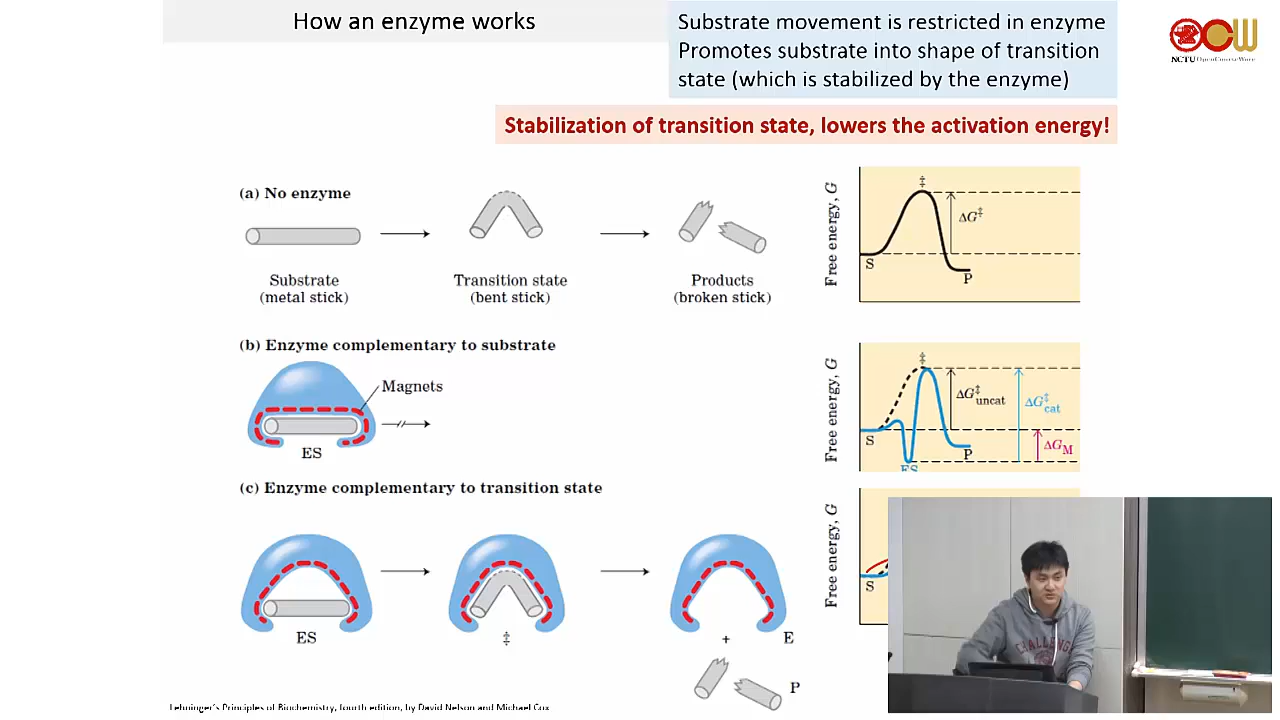 How an enzyme works
Substrate movement is restricted in enzyme
Promotes substrate into shape of transition
state (which is stabilized by the enzyme)
NCTU OpenCourseWare
Stabilization of transition state, lowers the activation energy!
(a) No enzyme
Substrate
(metal stick)
Transition state
(bent stick)
Products
(broken stick)
Free energy, G
‡
ΔG‡
S
P
(b) Enzyme complementary to substrate
Magnets
ES
Free energy, G
‡
ΔG‡uncat
ΔG‡cat
ΔGM
S
P
ES
(c) Enzyme complementary to transition state
ES
‡
+
E
P
Free energy, G
S
CHALLENG
Lehninger's Principles of Biochemistry, fourth edition, by David Nelson and Michael Cox